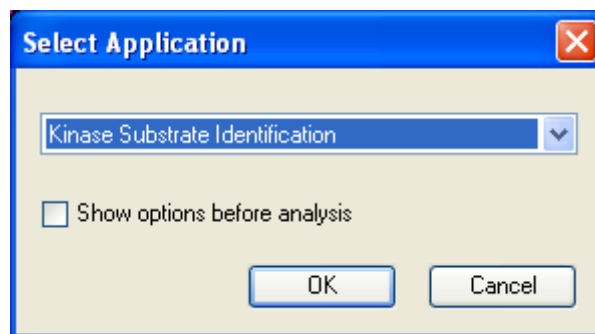 Select Application
Kinase Substrate Identification
Show options before analysis
OK Cancel